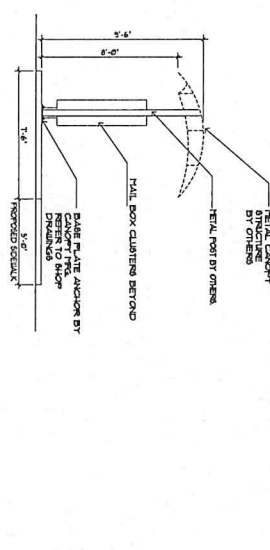 9'-6"
8'-0"
METAL CANOPY
STRUCTURE
BY OTHERS
METAL POST BY OTHERS.
MAIL BOX CLUSTERS BEYOND
BASE PLATE ANCHOR BY
CANOPY MFG.
REFER TO SHOP
DRAWINGS
7'-6"
5'-0"
PROPOSED SIDEWALK